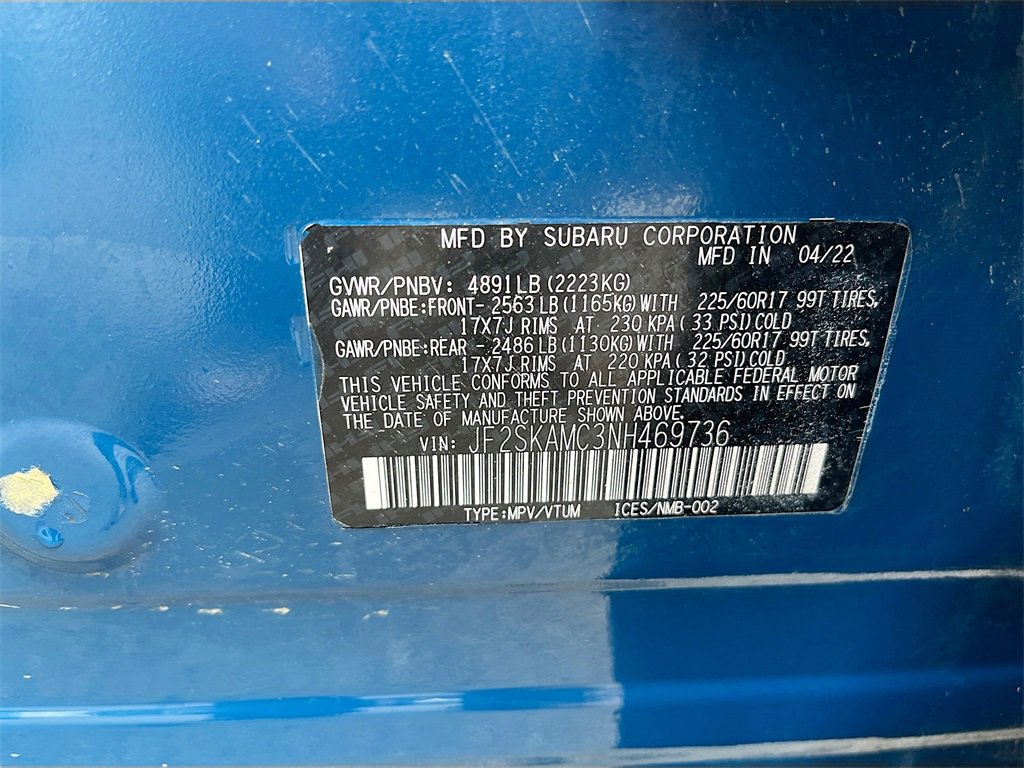 MFD BY SUBARU CORPORATION
MFD IN 04/22
GVWR/PNBV: 4891LB (2223KG)
GAWR/PNBE:FRONT- 2563 LB (1165KG) WITH 225/60R17 99T TIRES,
17X7J RIMS AT 230 KPA ( 33 PSI) COLD
GAWR/PNBE:REAR - 2486 LB (1130KG) WITH 225/60R17 99T TIRES,
17X7J RIMS AT 220 KPA ( 32 PSI) COLD
THIS VEHICLE CONFORMS TO ALL APPLICABLE FEDERAL MOTOR
VEHICLE SAFETY AND THEFT PREVENTION STANDARDS IN EFFECT ON
THE DATE OF MANUFACTURE SHOWN ABOVE.
VIN: JF2SKAMC3NH469736
TYPE:MPV/VTUM ICES/NMB-002